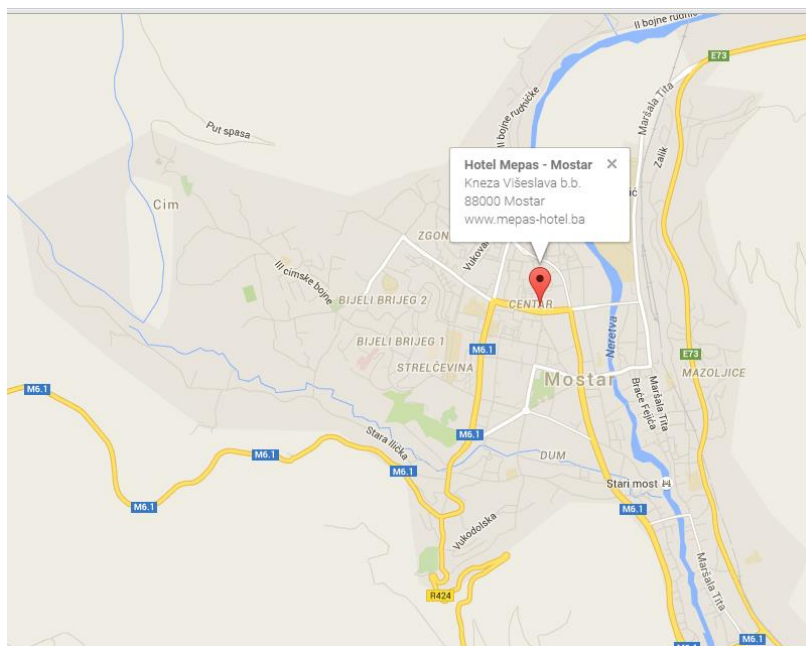 II bojne rudničke
E73
Maršala Tita
Put spasa
II bojne rudničke
Zalik
Hotel Mepas - Mostar
Kneza Višeslava b.b.
88000 Mostar
www.mepas-hotel.ba
Cim
ZGON
Vukovar
III cimske bojne
BIJELI BRIJEG 2
CENTAR
Neretva
BIJELI BRIJEG 1
M6.1
E73
STRELČEVINA
Mostar
MAZOLJICE
M6.1
Maršala Tita
Braće Fejića
Stara Ilićka
M6.1
M6.1
DUM
M6.1
Stari most
M6.1
M6.1
Vukodolska
Maršala Tita
R424
M6.1